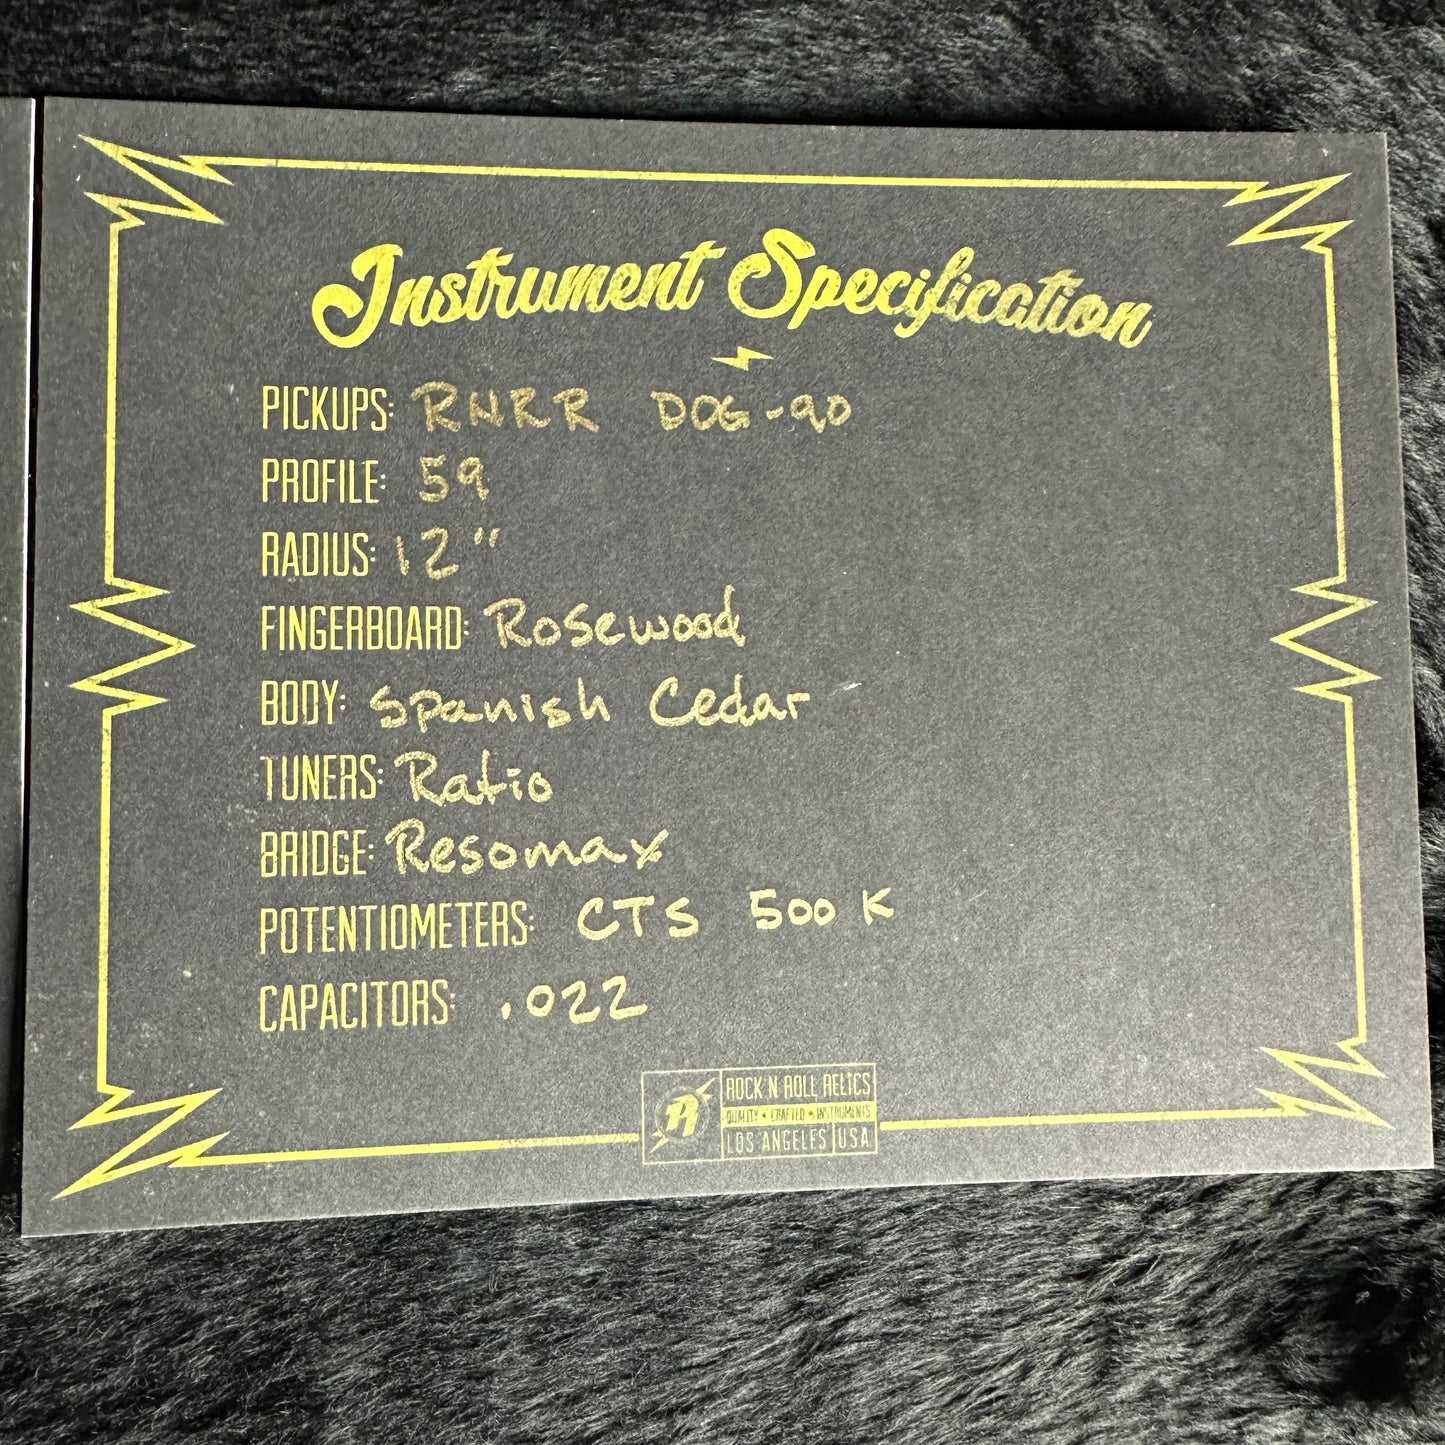 Instrument Specification
PICKUPS: RNRR DOG-90
PROFILE: 59
RADIUS: 12"
FINGERBOARD: Rosewood
BODY: Spanish Cedar
TUNERS: Ratio
BRIDGE: Resomax
POTENTIOMETERS: CTS 500 K
CAPACITORS: .022
R
ROCK'N ROLL RELICS
QUALITY CRAFTED INSTRUMENTS
LOS ANGELES USA